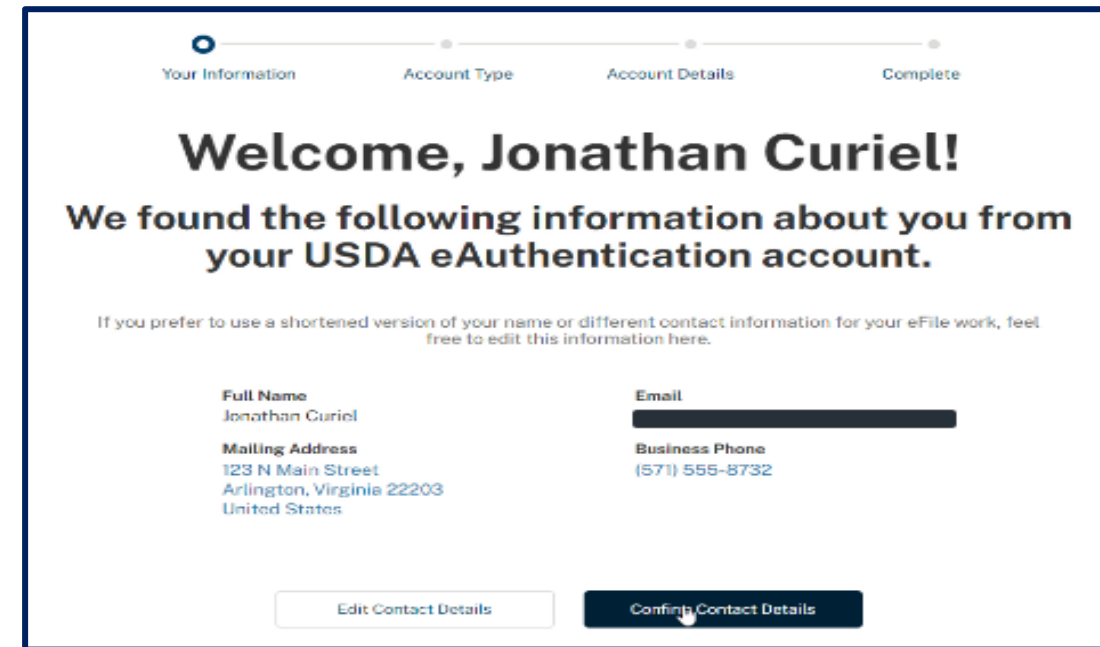 Your Information Account Type Account Details Complete
Welcome, Jonathan Curiel!
We found the following information about you from
your USDA eAuthentication account.
If you prefer to use a shortened version of your name or different contact information for your eFile work, feel
free to edit this information here.
Full Name Email
Jonathan Curiel
Mailing Address Business Phone
123 N Main Street (571) 555-8732
Arlington, Virginia 22203
United States
Edit Contact Details Confirm Contact Details